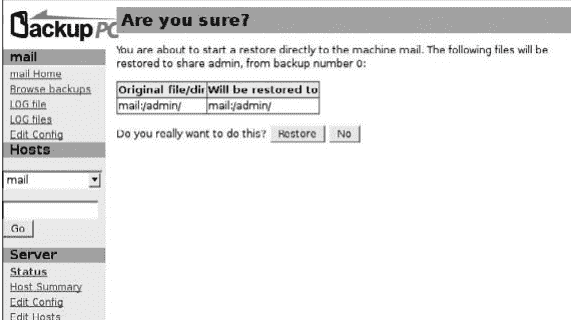 BackupPC
mail
mail Home
Browse backups
LOG file
LOG files
Edit Config
Hosts
mail
Go
Server
Status
Host Summary
Edit Config
Edit Hosts
Are you sure?
You are about to start a restore directly to the machine mail. The following files will be
restored to share admin, from backup number 0:
Original file/dir Will be restored to
mail:/admin/ mail:/admin/
Do you really want to do this? Restore No